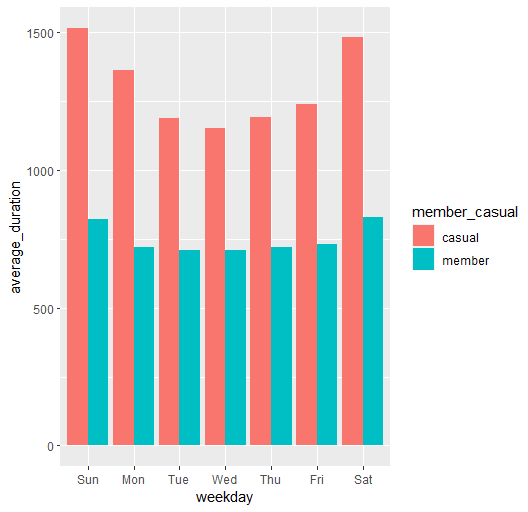 1500
1000
500
0
average_duration
Sun Mon Tue Wed Thu Fri Sat
weekday
member_casual
casual
member